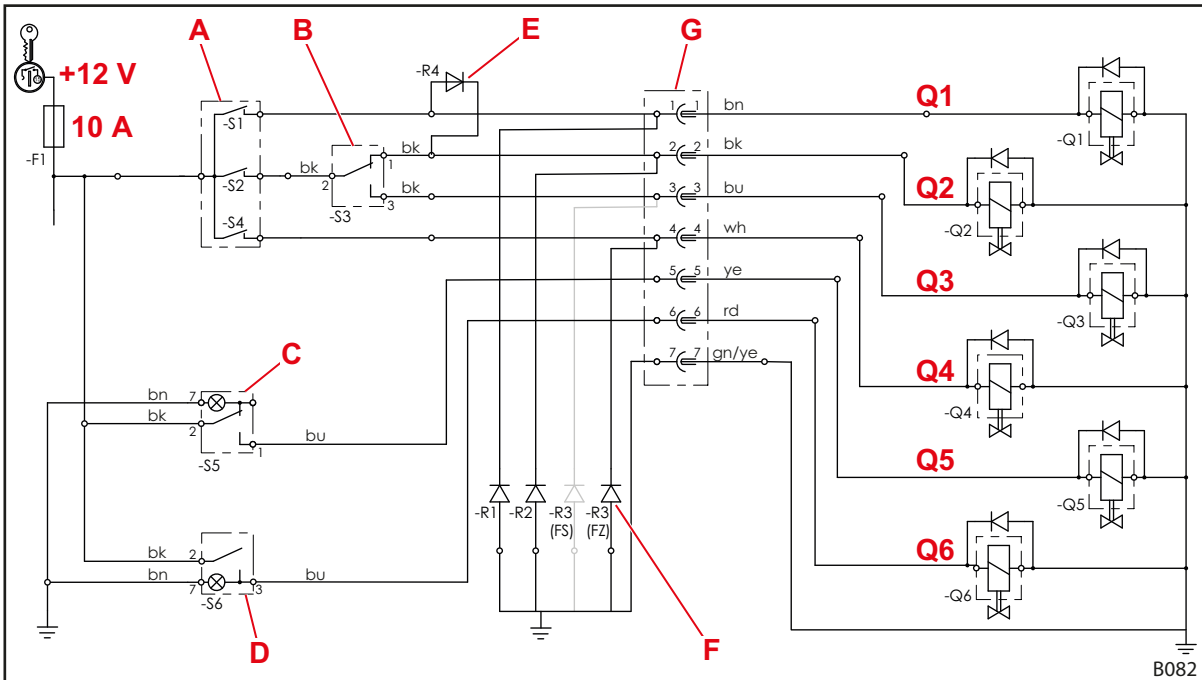 A
B
E
G
+12 V
10 A
-F1
-R4
-S1
-S2
-S4
bk
2
bk
1
bk
3
-S3
1 1
bn
2 2
bk
3 3
bu
4 4
wh
5 5
ye
6 6
rd
7 7
gn/ye
Q1
-Q1
Q2
-Q2
Q3
-Q3
Q4
-Q4
Q5
-Q5
Q6
-Q6
C
bn
7
bk
2
bu
1
-S5
bk
2
bn
7
bu
3
-S6
D
-R1
-R2
-R3
(FS)
-R3
(FZ)
F
B082